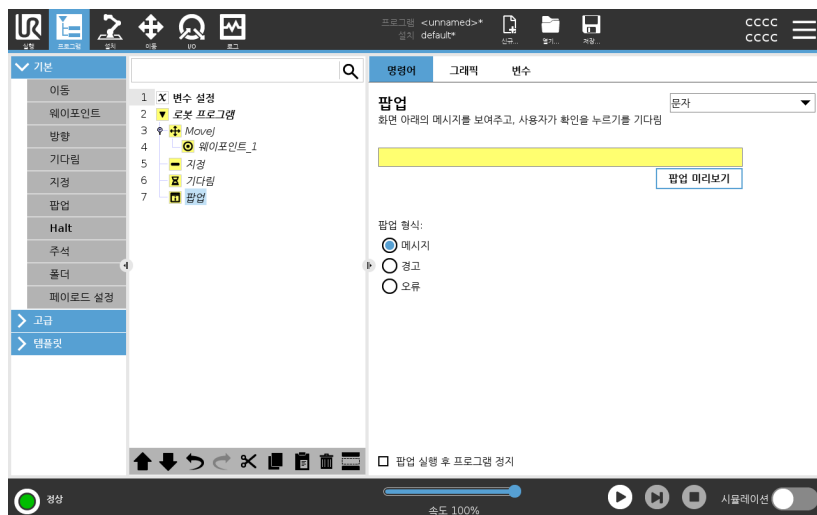 UR
프로그램 <unnamed>*
설치 default*
cccc
cccc
실행
프로그램
설치
이동
I/O
로그
신규...
열기...
저장...
기본
이동
웨이포인트
방향
기다림
지정
팝업
Halt
주석
폴더
페이로드 설정
고급
템플릿
1 X 변수 설정
2 로봇 프로그램
3 MoveJ
4 웨이포인트_1
5 지정
6 기다림
7 팝업
명령어 그래픽 변수
팝업
문자
화면 아래의 메시지를 보여주고, 사용자가 확인을 누르기를 기다림
팝업 미리보기
팝업 형식:
메시지
경고
오류
팝업 실행 후 프로그램 정지
정상
속도 100%
시뮬레이션